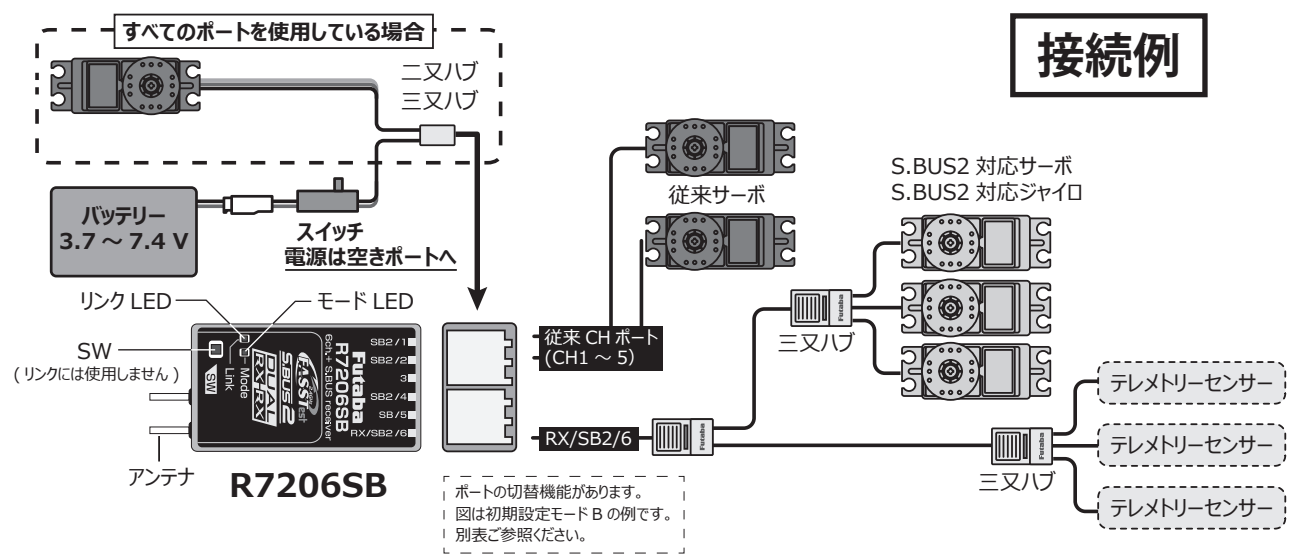 すべてのポートを使用している場合
二又ハブ
三又ハブ
接続例
バッテリー
3.7 ~ 7.4 V
スイッチ
電源は空きポートへ
従来サーボ
S.BUS2 対応サーボ
S.BUS2 対応ジャイロ
Futaba
三又ハブ
リンク LED
モード LED
SW
( リンクには使用しません )
アンテナ
SW
Link
Mode
DUAL
RX-RX
S.BUS2
FASSTest
6ch.+ S.BUS receiver
R7206SB
Futaba
SB2/1
SB2/2
3
SB2/4
SB/5
RX/SB2/6
R7206SB
従来 CH ポート
(CH1 ~ 5)
RX/SB2/6
Futaba
Futaba
三又ハブ
テレメトリーセンサー
テレメトリーセンサー
テレメトリーセンサー
ポートの切替機能があります。
図は初期設定モード B の例です。
別表ご参照ください。